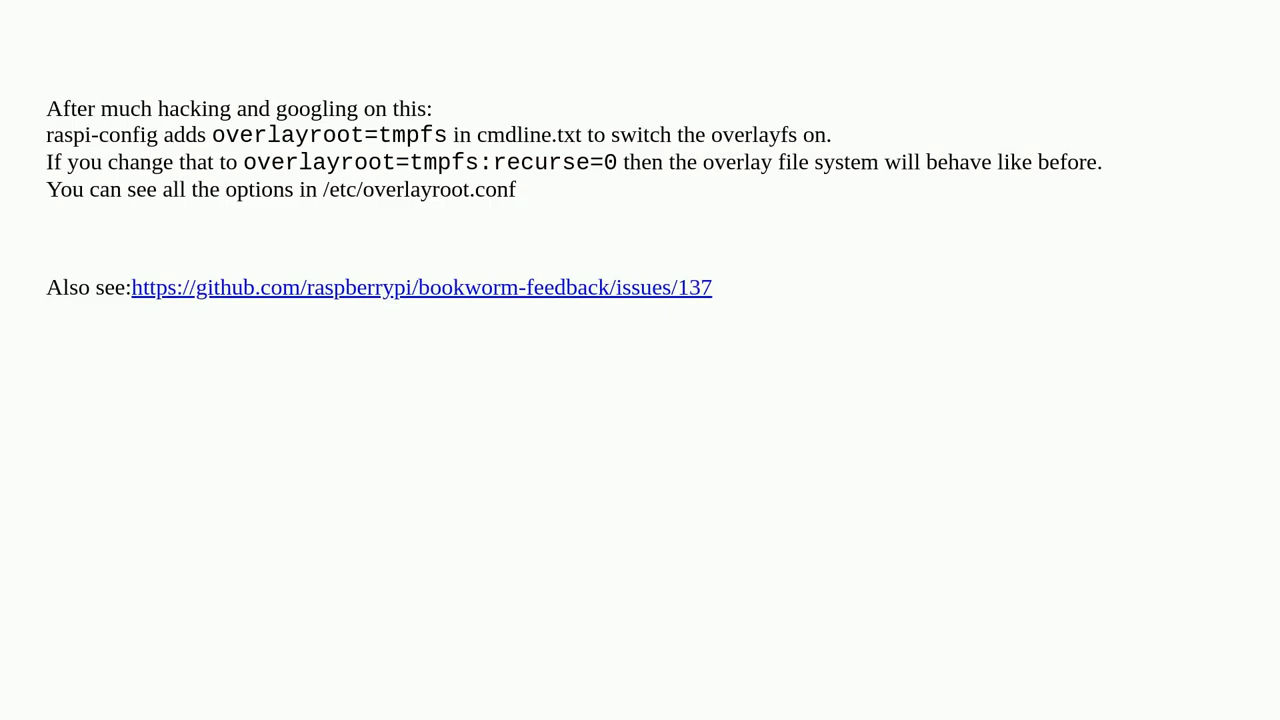 After much hacking and googling on this:
raspi-config adds overlayroot=tmpfs in cmdline.txt to switch the overlayfs on.
If you change that to overlayroot=tmpfs:recurse=0 then the overlay file system will behave like before.
You can see all the options in /etc/overlayroot.conf
Also see:https://github.com/raspberrypi/bookworm-feedback/issues/137